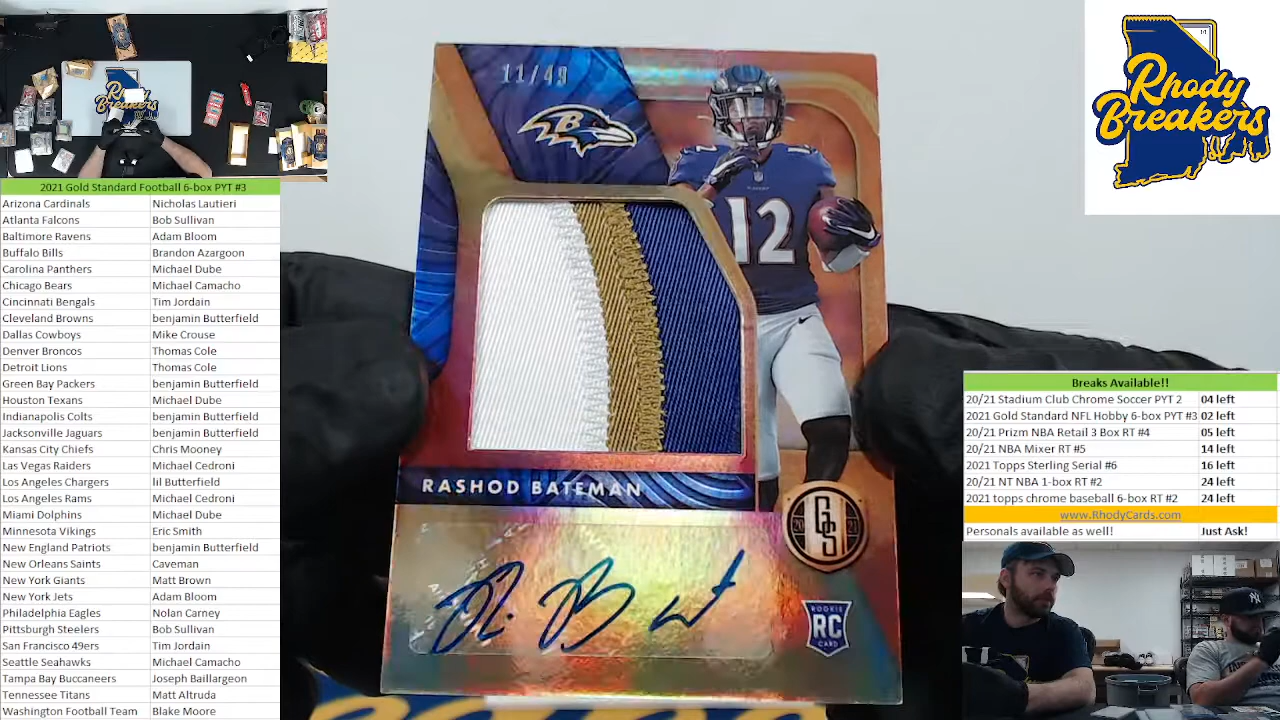 2021 Gold Standard Football 6-box PYT #3
Arizona Cardinals Nicholas Lautieri
Atlanta Falcons Bob Sullivan
Baltimore Ravens Adam Bloom
Buffalo Bills Brandon Azargoon
Carolina Panthers Michael Dube
Chicago Bears Michael Camacho
Cincinnati Bengals Tim Jordain
Cleveland Browns benjamin Butterfield
Dallas Cowboys Mike Crouse
Denver Broncos Thomas Cole
Detroit Lions Thomas Cole
Green Bay Packers benjamin Butterfield
Houston Texans Michael Dube
Indianapolis Colts benjamin Butterfield
Jacksonville Jaguars benjamin Butterfield
Kansas City Chiefs Chris Mooney
Las Vegas Raiders Michael Cedroni
Los Angeles Chargers lil Butterfield
Los Angeles Rams Michael Cedroni
Miami Dolphins Michael Dube
Minnesota Vikings Eric Smith
New England Patriots benjamin Butterfield
New Orleans Saints Caveman
New York Giants Matt Brown
New York Jets Adam Bloom
Philadelphia Eagles Nolan Carney
Pittsburgh Steelers Bob Sullivan
San Francisco 49ers Tim Jordain
Seattle Seahawks Michael Camacho
Tampa Bay Buccaneers Joseph Baillargeon
Tennessee Titans Matt Altruda
Washington Football Team Blake Moore
11/49
B
12
12
RASHOD BATEMAN
20 GS 21
ROOKIE
RC
CARD
Rhody
Breakers
Rhody
Breakers
Breaks Available!!
20/21 Stadium Club Chrome Soccer PYT 2 04 left
2021 Gold Standard NFL Hobby 6-box PYT #3 02 left
20/21 Prizm NBA Retail 3 Box RT #4 05 left
20/21 NBA Mixer RT #5 14 left
2021 Topps Sterling Serial #6 16 left
20/21 NT NBA 1-box RT #2 24 left
2021 topps chrome baseball 6-box RT #2 24 left
www.RhodyCards.com
Personals available as well! Just Ask!